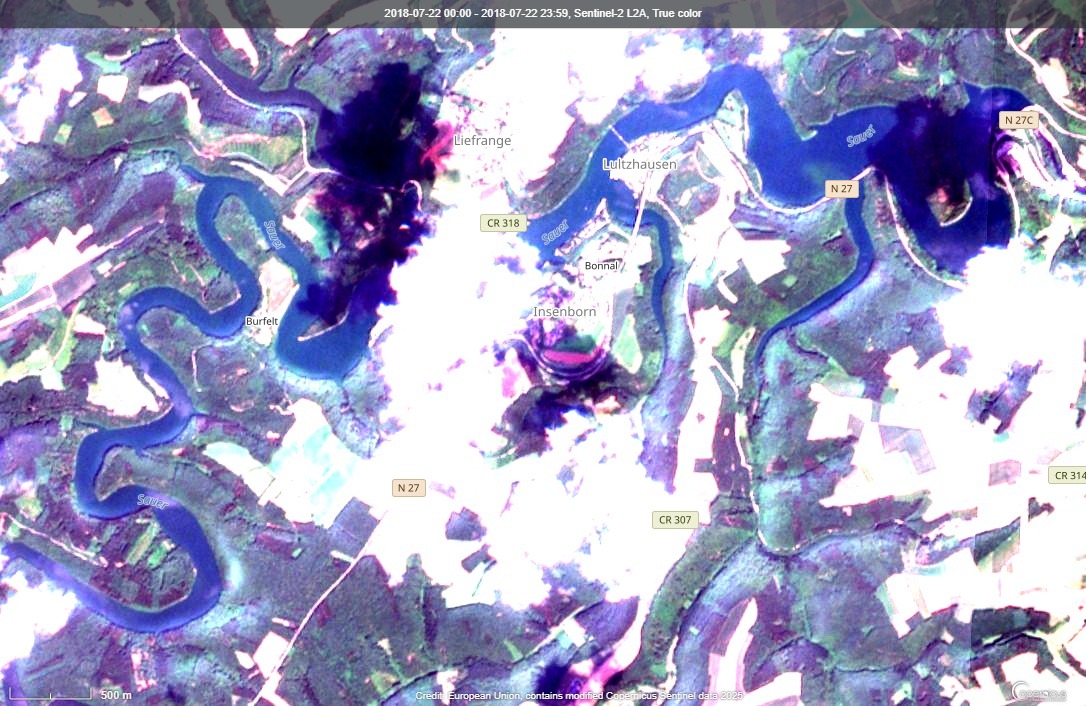 2018-07-22 00:00 - 2018-07-22 23:59, Sentinel-2 L2A, True color
N 27C
Liefrange
Sauer
Lultzhausen
N 27
CR 318
Sauer
Sauer
Bonnal
Insenborn
Burfelt
CR 314
N 27
Sauer
CR 307
500 m
Credit: European Union, contains modified Copernicus Sentinel data 2025
opernicus